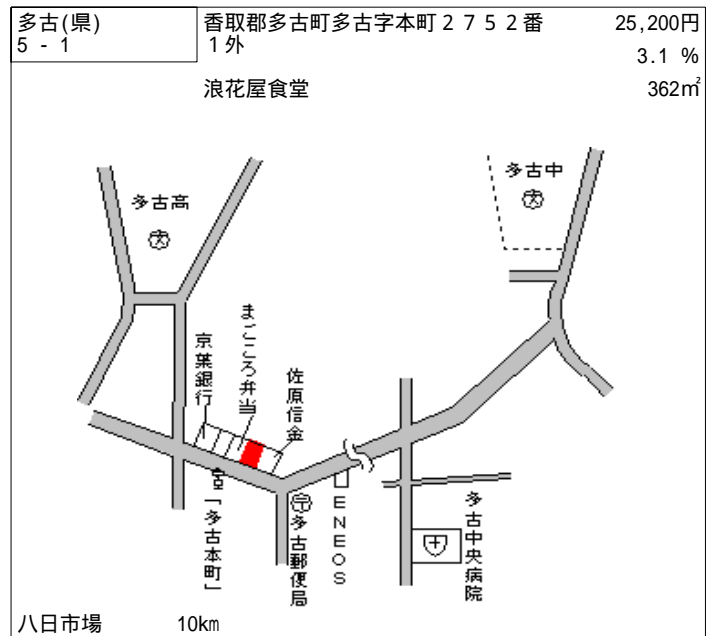 多古(県)
5 - 1
香取郡多古町多古字本町2752番
1外
25,200円
3.1 %
浪花屋食堂
362㎡
多古高
多古中
まごころ弁当
京葉銀行
佐原信金
「多古本町」
多古郵便局
ENEOS
多古中央病院
八日市場
10㎞